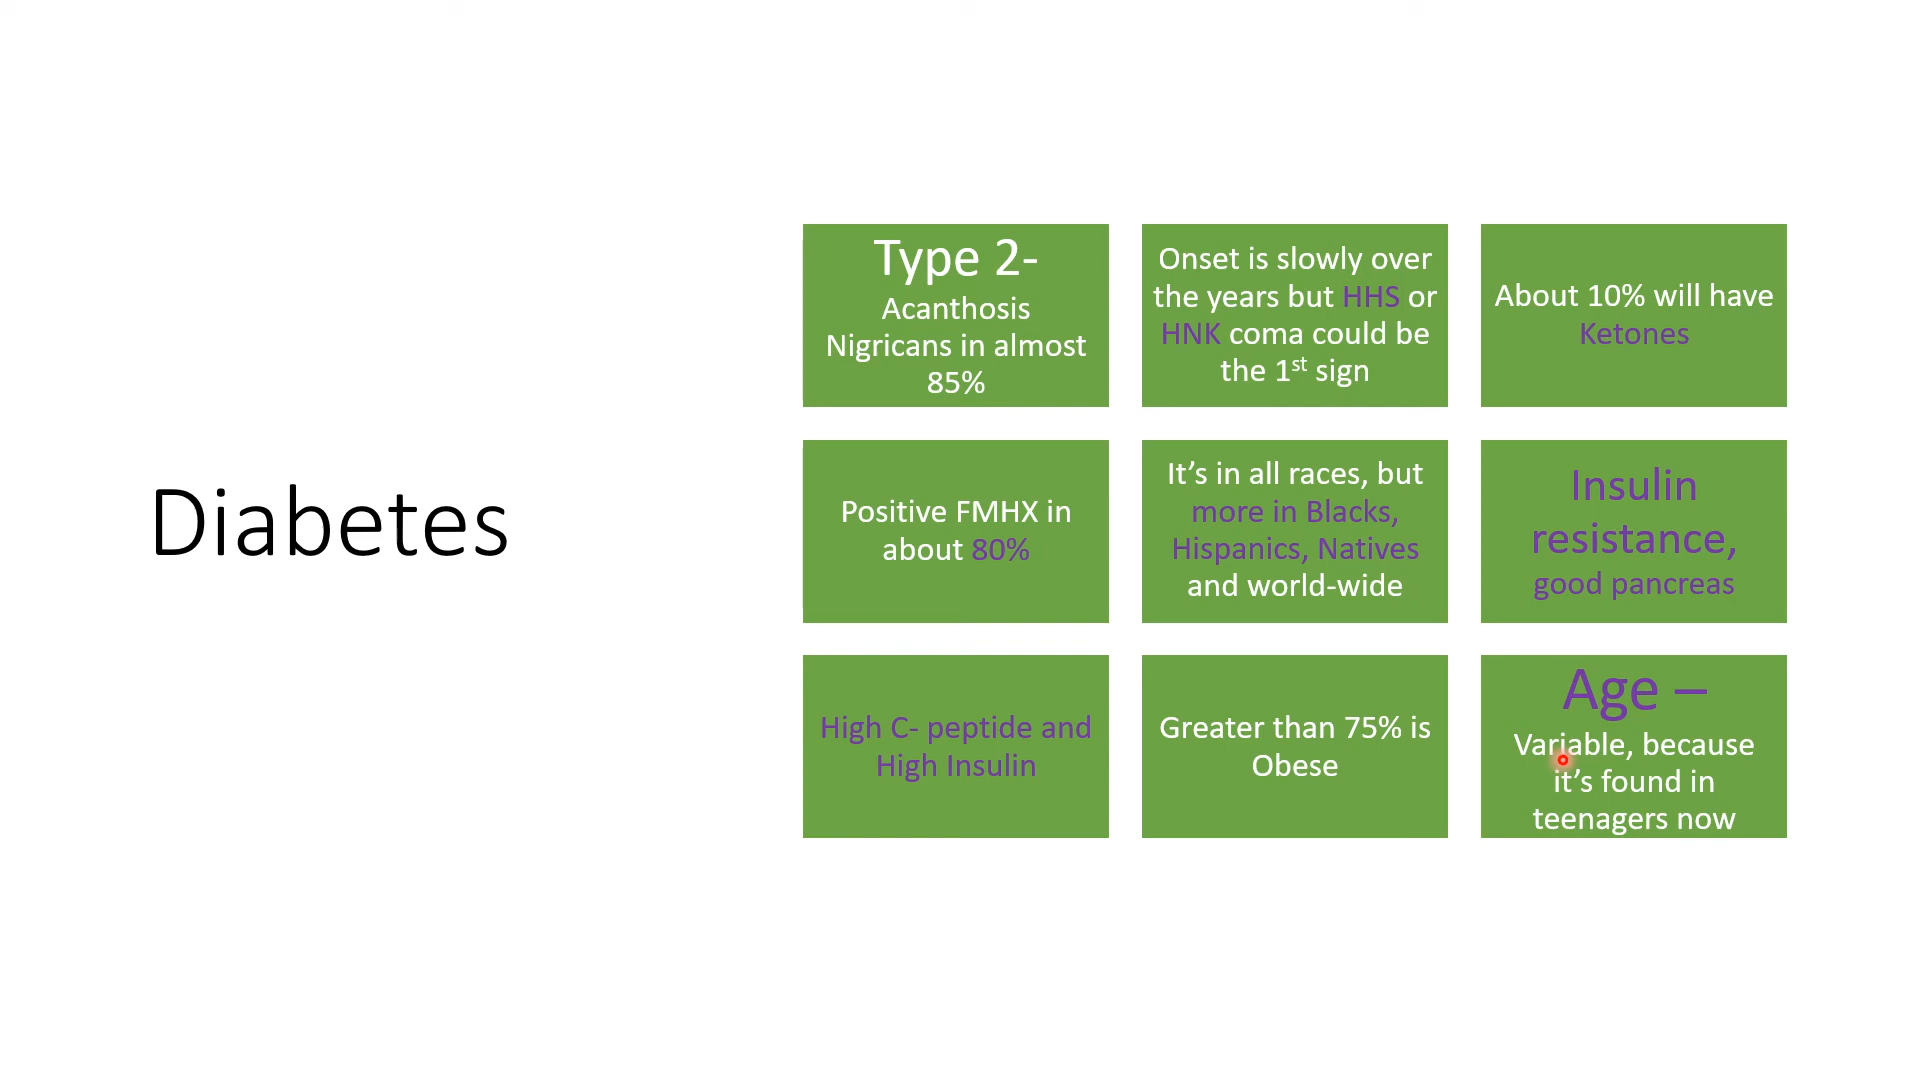 Diabetes
Type 2-
Acanthosis
Nigricans in almost
85%
Onset is slowly over
the years but HHS or
HNK coma could be
the 1st sign
About 10% will have
Ketones
Positive FMHX in
about 80%
It’s in all races, but
more in Blacks,
Hispanics, Natives
and world-wide
Insulin
resistance,
good pancreas
High C- peptide and
High Insulin
Greater than 75% is
Obese
Age –
Variable, because
it’s found in
teenagers now